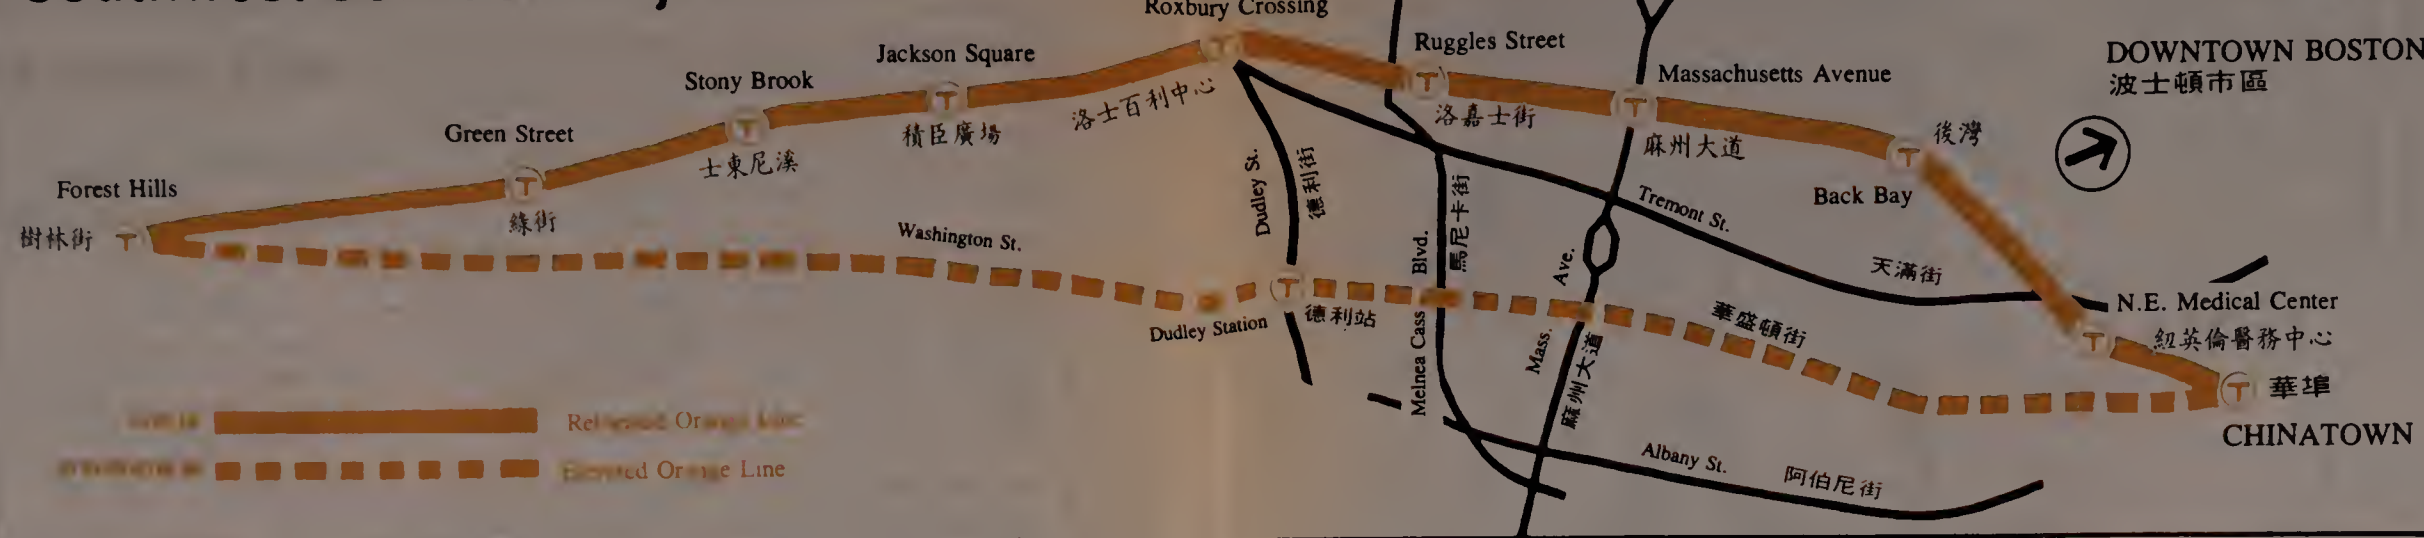 Roxbury Crossing
洛士百利中心
Ruggles Street
洛嘉士街
Massachusetts Avenue
麻州大道
DOWNTOWN BOSTON
波士頓市區
Jackson Square
積臣廣場
Stony Brook
士東尼溪
Green Street
綠街
Forest Hills
樹林街
後灣
Back Bay
Washington St.
Dudley St.
德利街
Dudley Station
德利站
Melnea Cass Blvd.
馬尼卡街
Mass. Ave.
麻州大道
Tremont St.
天滿街
華盛頓街
N.E. Medical Center
紐英倫醫務中心
華埠
CHINATOWN
Albany St.
阿伯尼街
Orange Line
Elevated Orange Line
T
T
T
T
T
T
T
T
T
T
T